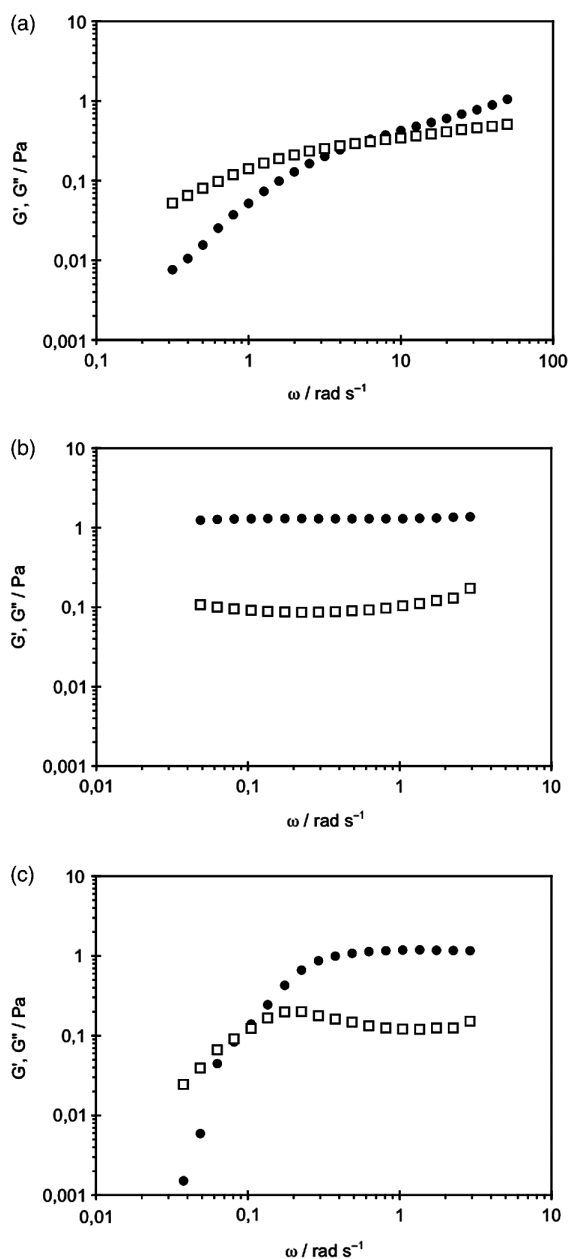 (a)
10
1
0,1
0,01
0,001
G', G" / Pa
0,1 1 10 100
ω / rad s⁻¹
(b)
10
1
0,1
0,01
0,001
G', G" / Pa
0,01 0,1 1 10
ω / rad s⁻¹
(c)
10
1
0,1
0,01
0,001
G', G" / Pa
0,01 0,1 1 10
ω / rad s⁻¹